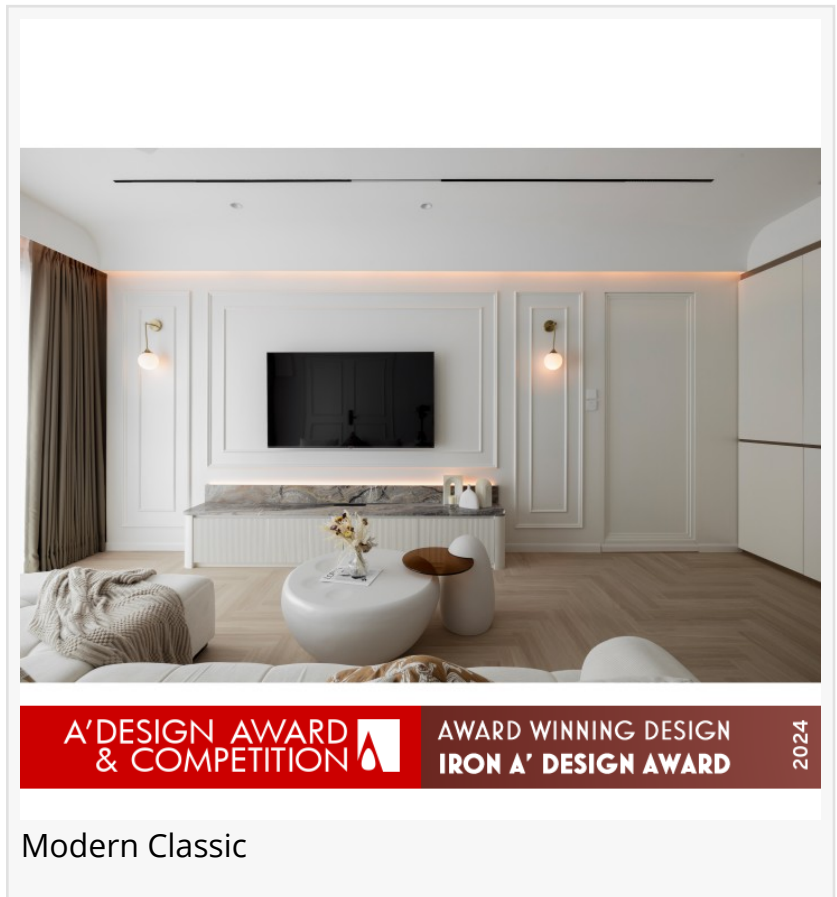 A'DESIGN AWARD
& COMPETITION
AWARD WINNING DESIGN
IRON A' DESIGN AWARD
2024
Modern Classic